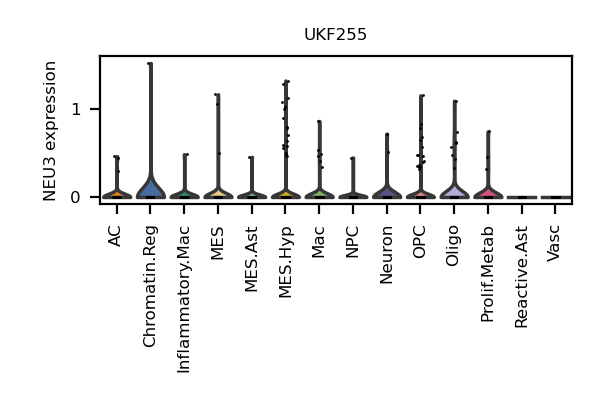 UKF255
NEU3 expression
1
0
AC
Chromatin.Reg
Inflammatory.Mac
MES
MES.Ast
MES.Hyp
Mac
NPC
Neuron
OPC
Oligo
Prolif.Metab
Reactive.Ast
Vasc